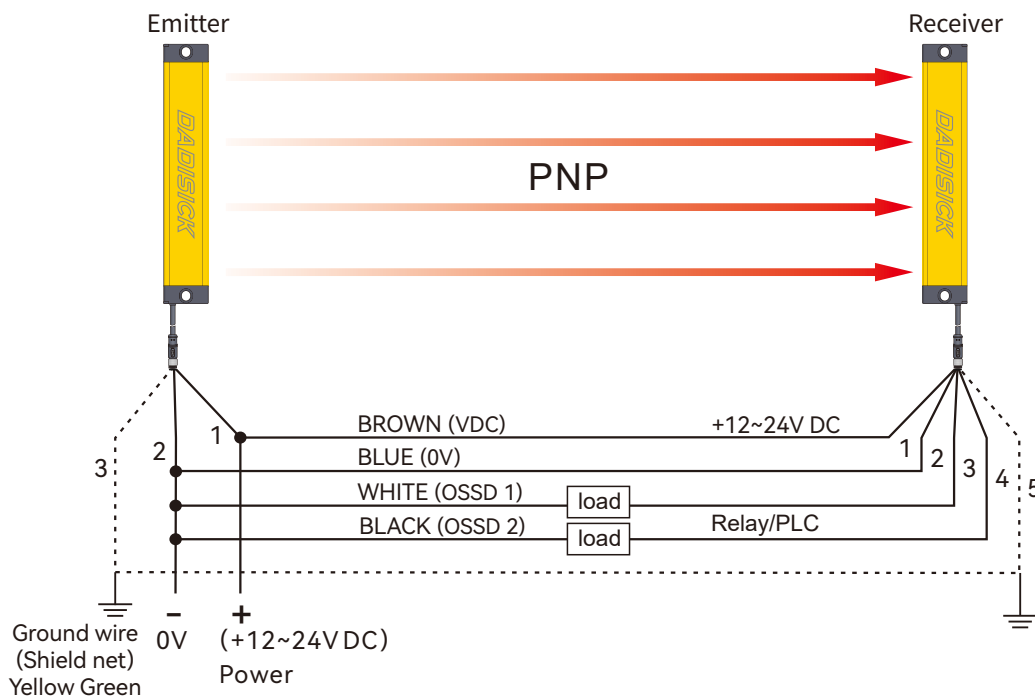 Emitter
Receiver
DADISICK
DADISICK
PNP
1
BROWN (VDC)
+12~24V DC
1
2
BLUE (0V)
2
3
WHITE (OSSD 1)
load
3
4
5
BLACK (OSSD 2)
load
Relay/PLC
Ground wire
(Shield net)
Yellow Green
-
0V
+
(+12~24V DC)
Power